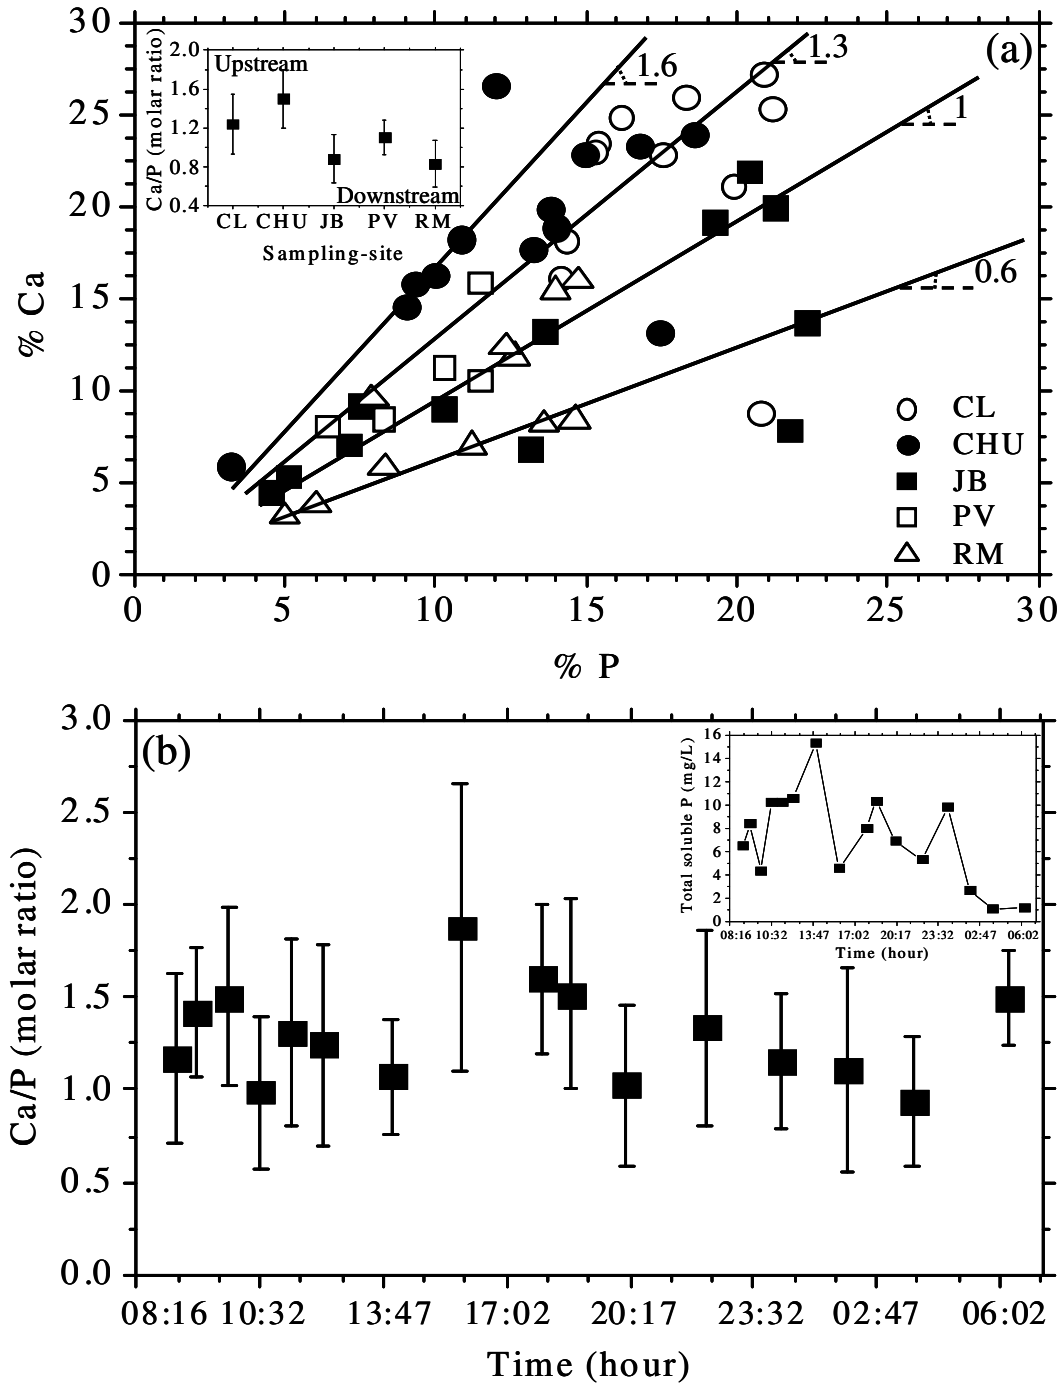 (a)
30
25
20
15
10
5
0
% Ca
0 5 10 15 20 25 30
% P
1.6
1.3
1
0.6
CL
CHU
JB
PV
RM
2.0
1.6
1.2
0.8
0.4
Ca/P (molar ratio)
Upstream
Downstream
CL CHU JB PV RM
Sampling-site
(b)
3.0
2.5
2.0
1.5
1.0
0.5
0.0
Ca/P (molar ratio)
08:16 10:32 13:47 17:02 20:17 23:32 02:47 06:02
Time (hour)
16
14
12
10
8
6
4
2
0
Total soluble P (mg/L)
08:16 10:32 13:47 17:02 20:17 23:32 02:47 06:02
Time (hour)